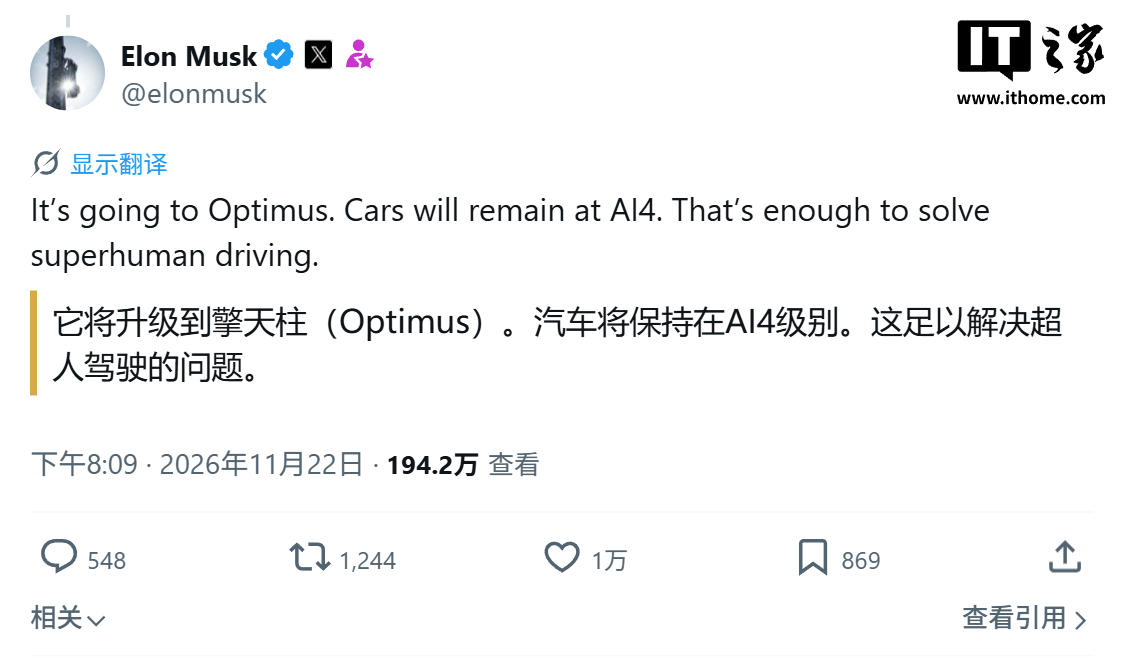 Elon Musk
@elonmusk
IT之家
www.ithome.com
显示翻译
It’s going to Optimus. Cars will remain at AI4. That’s enough to solve
superhuman driving.
它将升级到擎天柱（Optimus）。汽车将保持在AI4级别。这足以解决超
人驾驶的问题。
下午8:09 · 2026年11月22日 · 194.2万 查看
548 1,244 1万 869
相关
查看引用